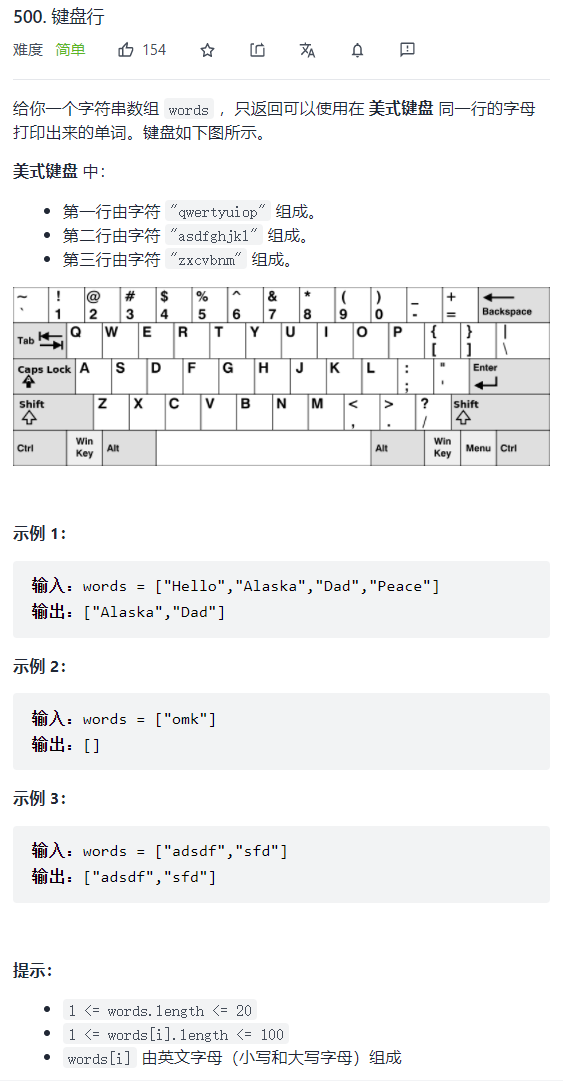 500. 键盘行
难度 简单 154
给你一个字符串数组 words ，只返回可以使用在 美式键盘 同一行的字母
打印出来的单词。键盘如下图所示。
美式键盘 中：
第一行由字符 "qwertyuiop" 组成。
第二行由字符 "asdfghjkl" 组成。
第三行由字符 "zxcvbnm" 组成。
~ ! @ # $ % ^ & * ( ) _ + Backspace
` 1 2 3 4 5 6 7 8 9 0 - =
Tab Q W E R T Y U I O P { } |
[ ] \
Caps Lock A S D F G H J K L : " Enter
; '
Shift Z X C V B N M < > ? Shift
, . /
Ctrl Win Key Alt Alt Win Key Menu Ctrl
示例 1：
输入：words = ["Hello","Alaska","Dad","Peace"]
输出：["Alaska","Dad"]
示例 2：
输入：words = ["omk"]
输出：[]
示例 3：
输入：words = ["adsdf","sfd"]
输出：["adsdf","sfd"]
提示：
1 <= words.length <= 20
1 <= words[i].length <= 100
words[i] 由英文字母（小写和大写字母）组成